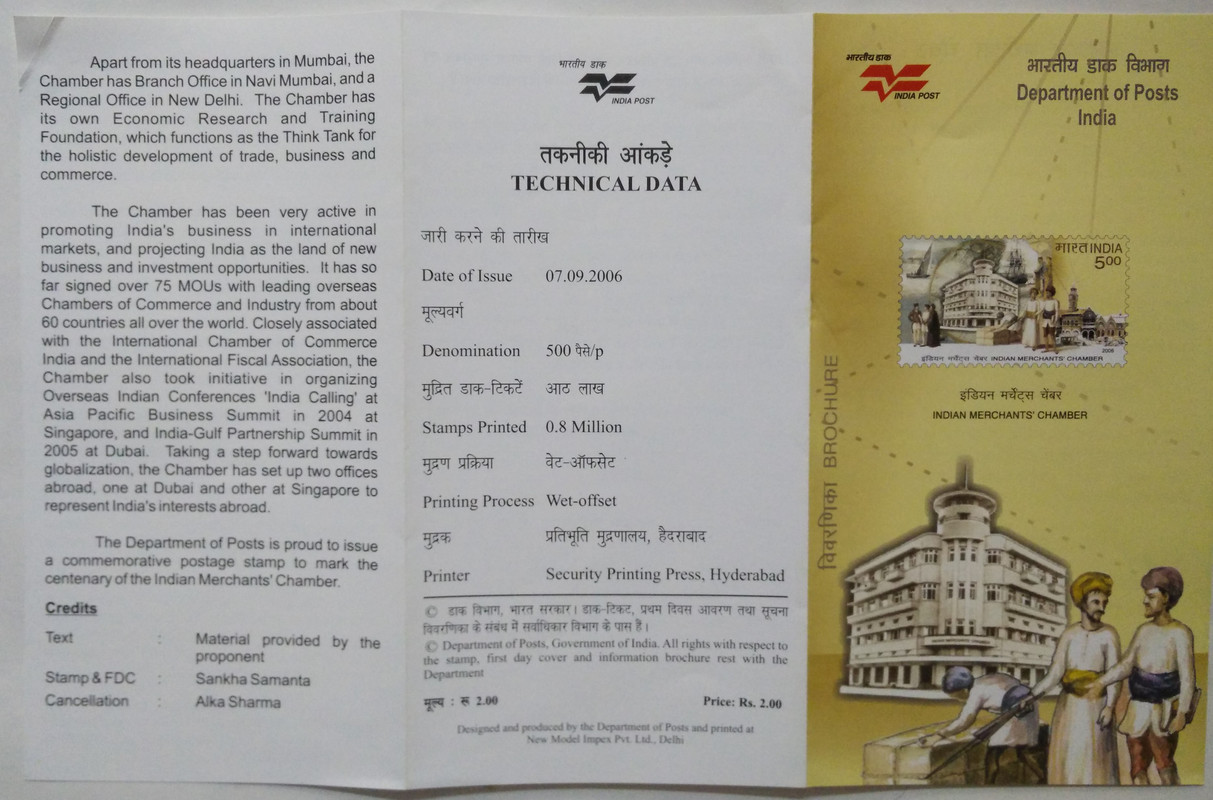 Apart from its headquarters in Mumbai, the
Chamber has Branch Office in Navi Mumbai, and a
Regional Office in New Delhi. The Chamber has
its own Economic Research and Training
Foundation, which functions as the Think Tank for
the holistic development of trade, business and
commerce.
The Chamber has been very active in
promoting India's business in international
markets, and projecting India as the land of new
business and investment opportunities. It has so
far signed over 75 MOUs with leading overseas
Chambers of Commerce and Industry from about
60 countries all over the world. Closely associated
with the International Chamber of Commerce
India and the International Fiscal Association, the
Chamber also took initiative in organizing
Overseas Indian Conferences 'India Calling' at
Asia Pacific Business Summit in 2004 at
Singapore, and India-Gulf Partnership Summit in
2005 at Dubai. Taking a step forward towards
globalization, the Chamber has set up two offices
abroad, one at Dubai and other at Singapore to
represent India's interests abroad.
The Department of Posts is proud to issue
a commemorative postage stamp to mark the
centenary of the Indian Merchants' Chamber.
Credits
Text : Material provided by the
proponent
Stamp & FDC : Sankha Samanta
Cancellation : Alka Sharma
भारतीय डाक
INDIA POST
तकनीकी आंकड़े
TECHNICAL DATA
जारी करने की तारीख
Date of Issue 07.09.2006
मूल्यवर्ग
Denomination 500 पैसे/p
मुद्रित डाक-टिकटें आठ लाख
Stamps Printed 0.8 Million
मुद्रण प्रक्रिया वेट-ऑफसेट
Printing Process Wet-offset
मुद्रक प्रतिभूति मुद्रणालय, हैदराबाद
Printer Security Printing Press, Hyderabad
© डाक विभाग, भारत सरकार। डाक-टिकट, प्रथम दिवस आवरण तथा सूचना
विवरणिका के संबंध में सर्वाधिकार विभाग के पास हैं।
© Department of Posts, Government of India. All rights with respect to
the stamp, first day cover and information brochure rest with the
Department
मूल्य : रू 2.00 Price: Rs. 2.00
Designed and produced by the Department of Posts and printed at
New Model Impex Pvt. Ltd., Delhi
भारतीय डाक
INDIA POST
भारतीय डाक विभाग
Department of Posts
India
भारत INDIA
500
इंडियन मर्चेंट्स चेंबर INDIAN MERCHANTS' CHAMBER
2006
इंडियन मर्चेंट्स चेंबर
INDIAN MERCHANTS' CHAMBER
विवरणिका BROCHURE